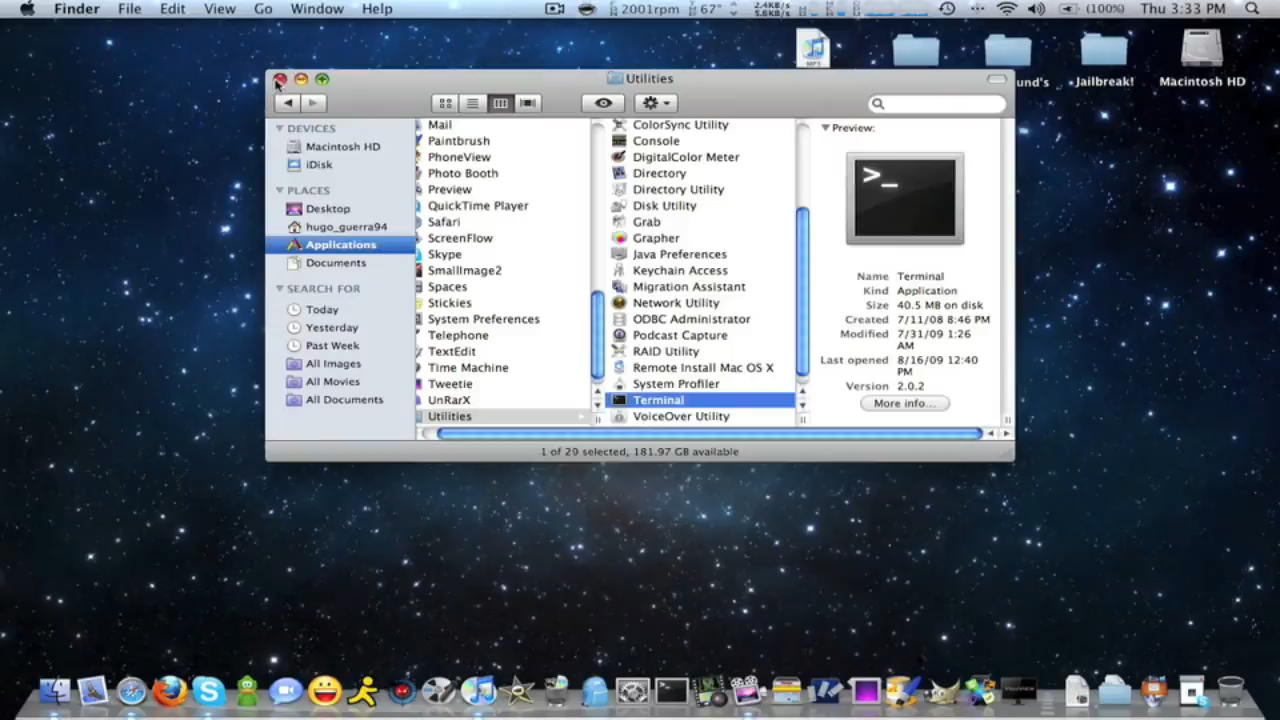 Finder File Edit View Go Window Help 2001rpm 67° 2.4KB/s 5.6KB/s (100%) Thu 3:33 PM
MP3
und's Jailbreak! Macintosh HD
Utilities
DEVICES
Macintosh HD
iDisk
PLACES
Desktop
hugo_guerra94
Applications
Documents
SEARCH FOR
Today
Yesterday
Past Week
All Images
All Movies
All Documents
Mail
Paintbrush
PhoneView
Photo Booth
Preview
QuickTime Player
Safari
ScreenFlow
Skype
SmallImage2
Spaces
Stickies
System Preferences
Telephone
TextEdit
Time Machine
Tweetie
UnRarX
Utilities
ColorSync Utility
Console
DigitalColor Meter
Directory
Directory Utility
Disk Utility
Grab
Grapher
Java Preferences
Keychain Access
Migration Assistant
Network Utility
ODBC Administrator
Podcast Capture
RAID Utility
Remote Install Mac OS X
System Profiler
Terminal
VoiceOver Utility
Preview:
>_
Name Terminal
Kind Application
Size 40.5 MB on disk
Created 7/11/08 8:46 PM
Modified 7/31/09 1:26 AM
Last opened 8/16/09 12:40 PM
Version 2.0.2
More info...
1 of 29 selected, 181.97 GB available